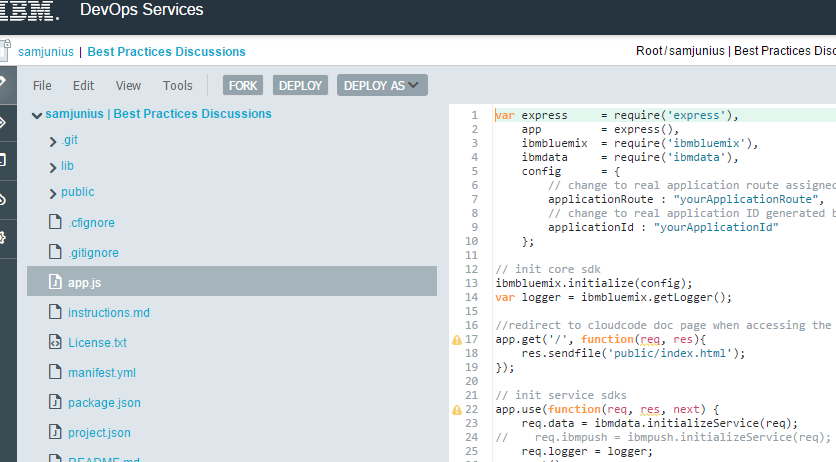 IBM. DevOps Services
samjunius | Best Practices Discussions
Root/samjunius | Best Practices
File Edit View Tools FORK DEPLOY DEPLOY AS
samjunius | Best Practices Discussions
.git
lib
public
.cfignore
.gitignore
app.js
instructions.md
License.txt
manifest.yml
package.json
project.json
README.md
1 var express = require('express'),
2 app = express(),
3 ibmbluemix = require('ibmbluemix'),
4 ibmdata = require('ibmdata'),
5 config = {
6 // change to real application route assigned
7 applicationRoute : "yourApplicationRoute",
8 // change to real application ID generated b
9 applicationId : "yourApplicationId"
10 };
11
12 // init core sdk
13 ibmbluemix.initialize(config);
14 var logger = ibmbluemix.getLogger();
15
16 //redirect to cloudcode doc page when accessing the
17 app.get('/', function(req, res){
18 res.sendfile('public/index.html');
19 });
20
21 // init service sdks
22 app.use(function(req, res, next) {
23 req.data = ibmdata.initializeService(req);
24 // req.ibmpush = ibmpush.initializeService(req);
25 req.logger = logger;